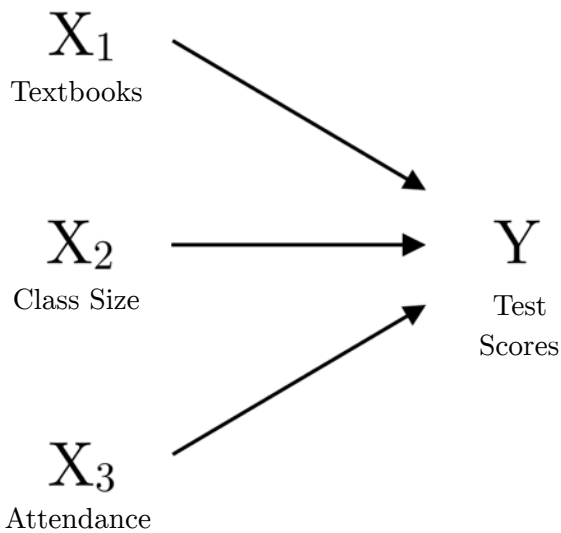 X₁
Textbooks
X₂
Class Size
Y
Test
Scores
X₃
Attendance